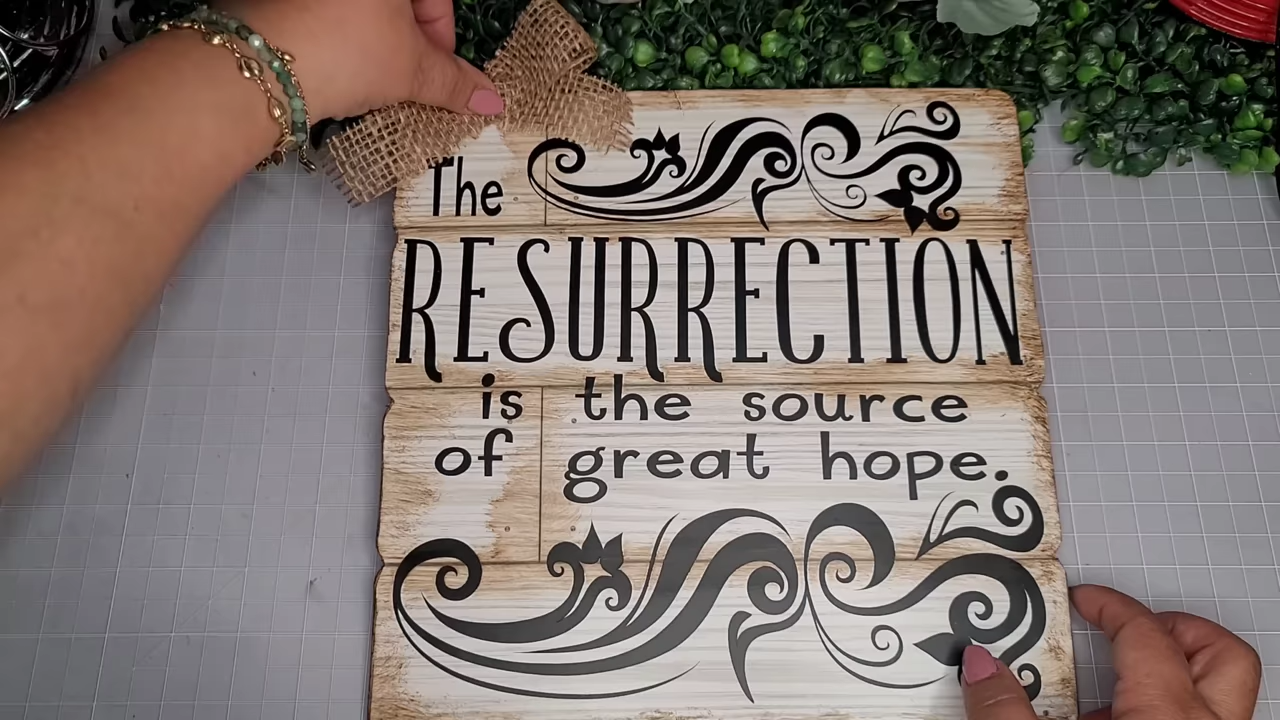 The
RESURRECTION
is the source
of great hope.